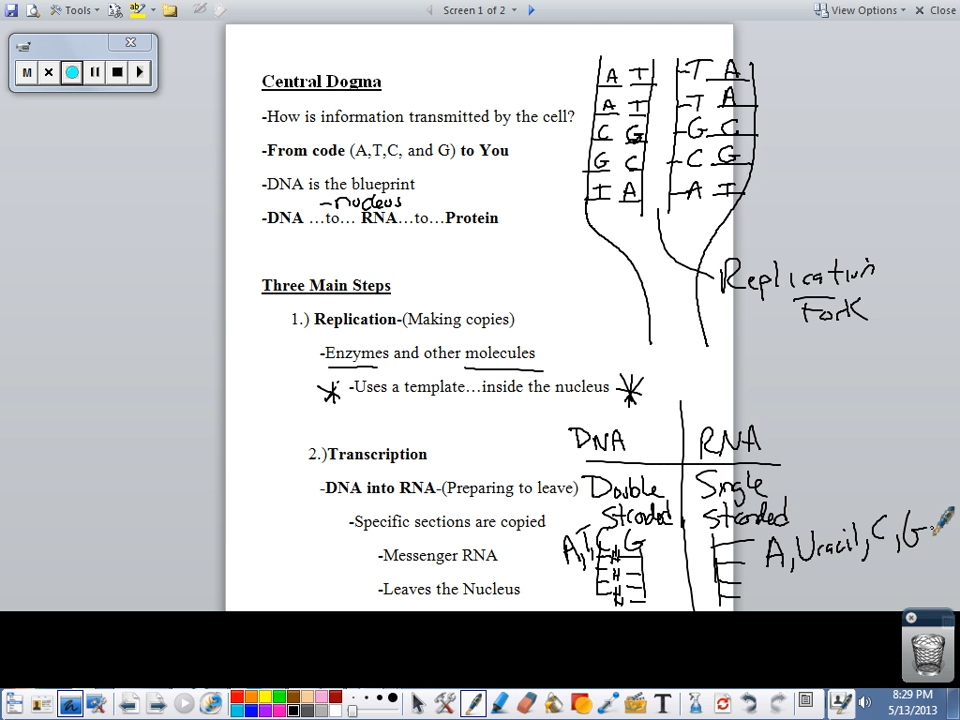 Tools
Screen 1 of 2
View Options
Close
M
Central Dogma
-How is information transmitted by the cell?
-From code (A,T,C, and G) to You
-DNA is the blueprint
-nucleus
-DNA …to… RNA…to…Protein
Three Main Steps
1.) Replication-(Making copies)
-Enzymes and other molecules
-Uses a template…inside the nucleus
2.)Transcription
-DNA into RNA-(Preparing to leave)
-Specific sections are copied
-Messenger RNA
-Leaves the Nucleus
A T T A
A T T A
C G G C
G C C G
T A A T
Replication
Fork
DNA RNA
Double Single
Stranded Stranded
A,T,C G A,Uracil,C,G
H
H
H
8:29 PM
5/13/2013